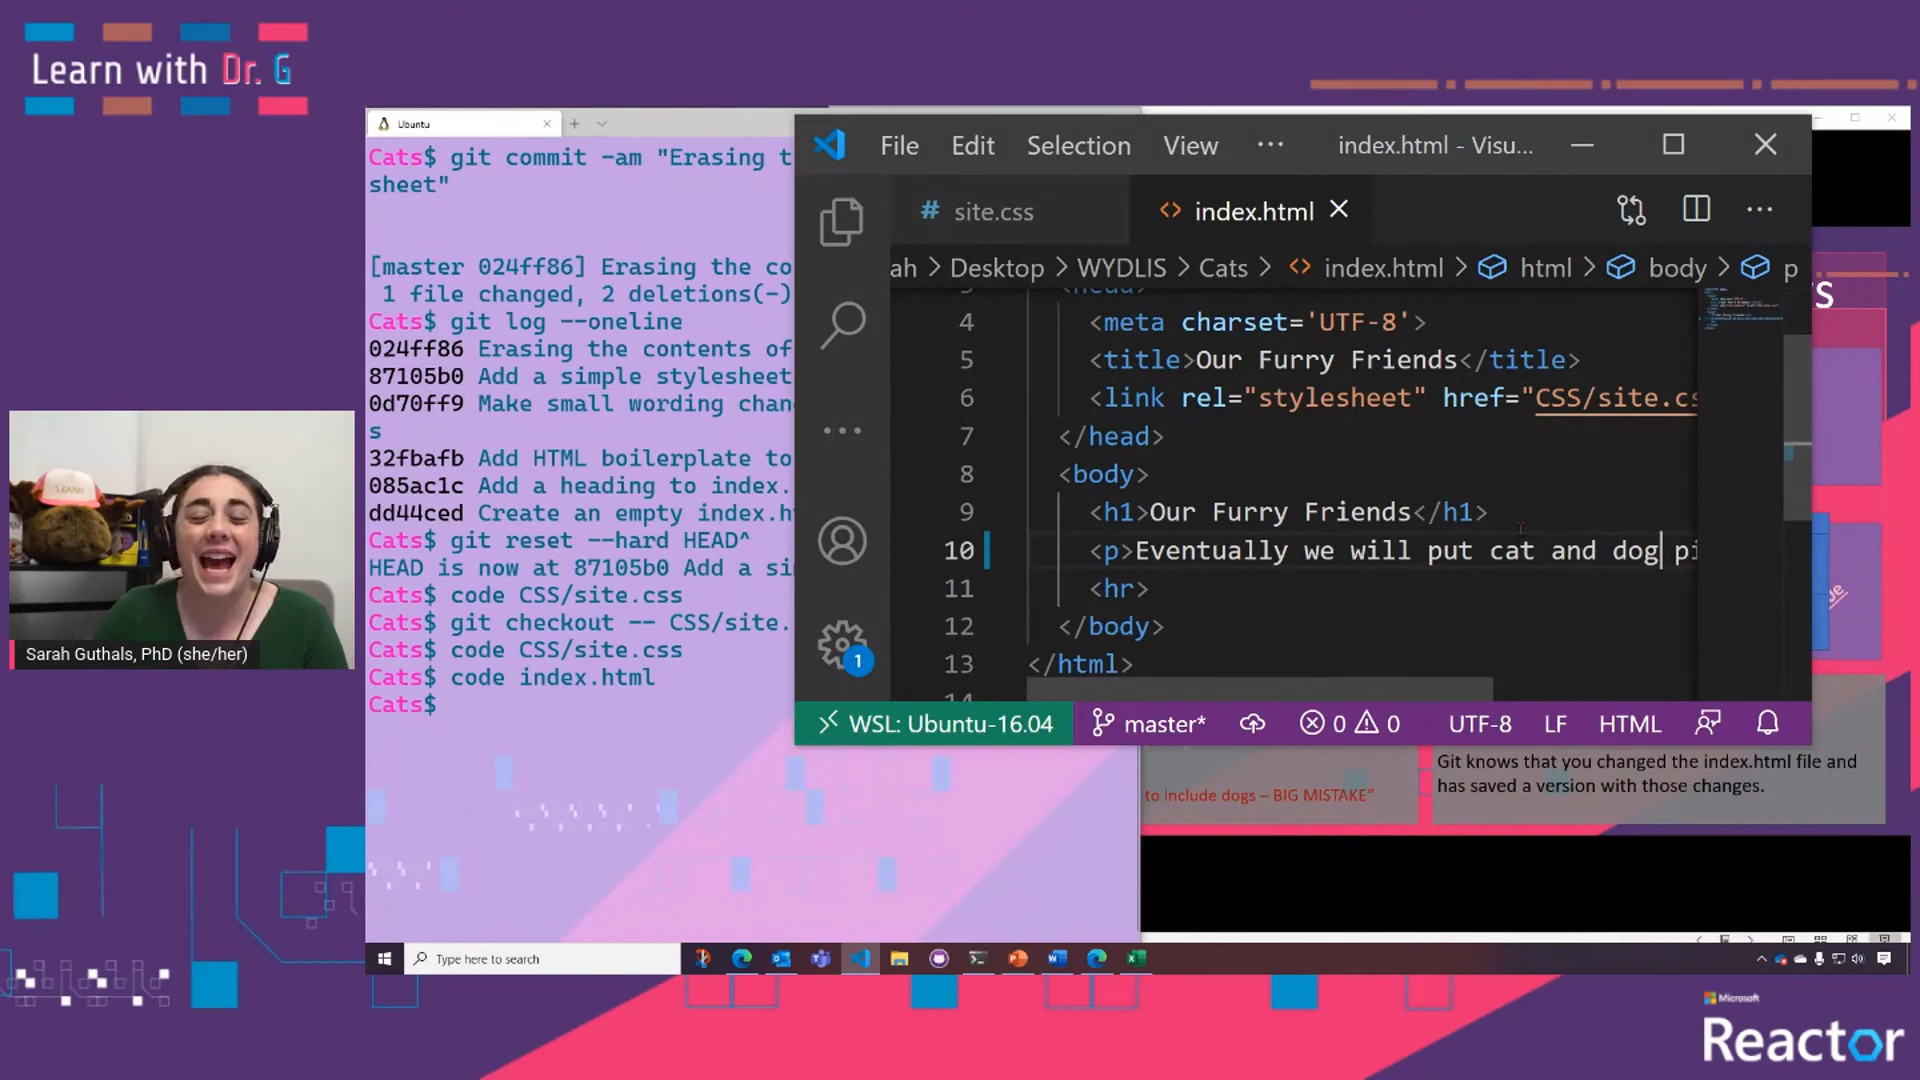 Learn with Dr. G
Ubuntu
Cats$ git commit -am "Erasing t
sheet"
[master 024ff86] Erasing the co
1 file changed, 2 deletions(-)
Cats$ git log --oneline
024ff86 Erasing the contents of
87105b0 Add a simple stylesheet
0d70ff9 Make small wording chan
s
32fbafb Add HTML boilerplate to
085ac1c Add a heading to index.
dd44ced Create an empty index.h
Cats$ git reset --hard HEAD^
HEAD is now at 87105b0 Add a si
Cats$ code CSS/site.css
Cats$ git checkout -- CSS/site.
Cats$ code CSS/site.css
Cats$ code index.html
Cats$
File Edit Selection View ··· index.html - Visu...
# site.css <> index.html
ah > Desktop > WYDLIS > Cats > <> index.html > html > body > p
4 <meta charset='UTF-8'>
5 <title>Our Furry Friends</title>
6 <link rel="stylesheet" href="CSS/site.cs
7 </head>
8 <body>
9 <h1>Our Furry Friends</h1>
10 <p>Eventually we will put cat and dog pi
11 <hr>
12 </body>
13 </html>
14
1
WSL: Ubuntu-16.04 master* 0 0 UTF-8 LF HTML
LEARN
Sarah Guthals, PhD (she/her)
to include dogs – BIG MISTAKE"
Git knows that you changed the index.html file and
has saved a version with those changes.
Type here to search
Microsoft
Reactor